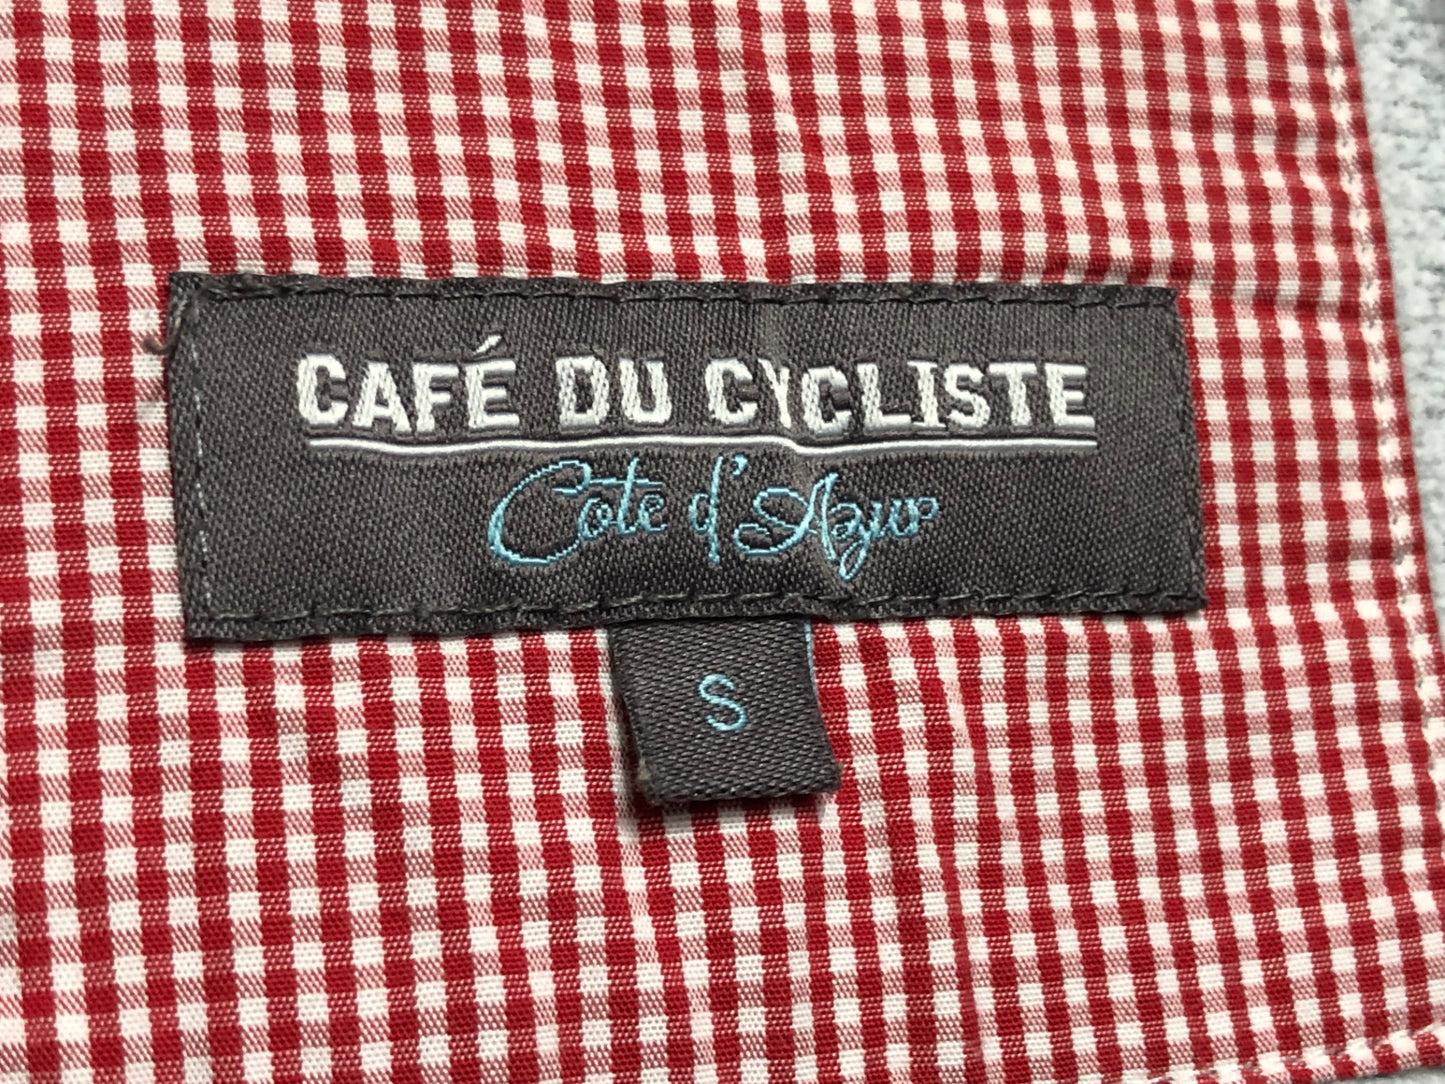 CAFÉ DU CYCLISTE
Cote d'Azur
S